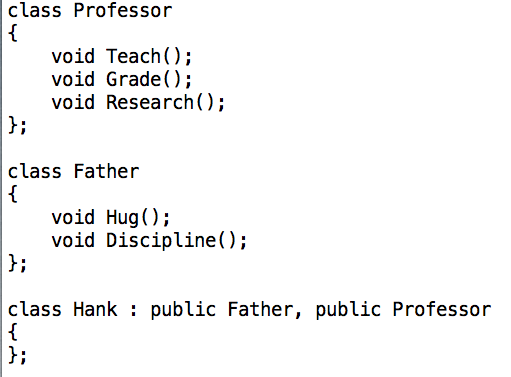 class Professor
{
    void Teach();
    void Grade();
    void Research();
};

class Father
{
    void Hug();
    void Discipline();
};

class Hank : public Father, public Professor
{
};